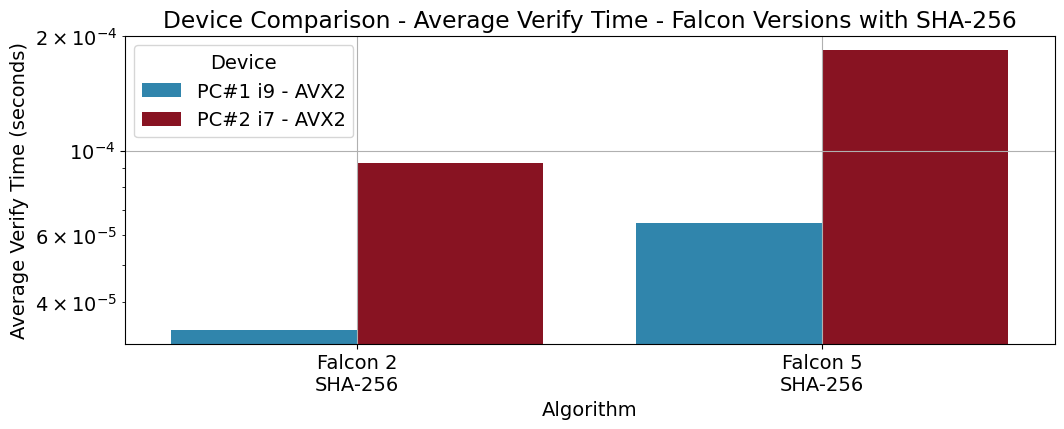 Device Comparison - Average Verify Time - Falcon Versions with SHA-256
Average Verify Time (seconds)
2 × 10⁻⁴
10⁻⁴
6 × 10⁻⁵
4 × 10⁻⁵
Device
PC#1 i9 - AVX2
PC#2 i7 - AVX2
Falcon 2
SHA-256
Falcon 5
SHA-256
Algorithm